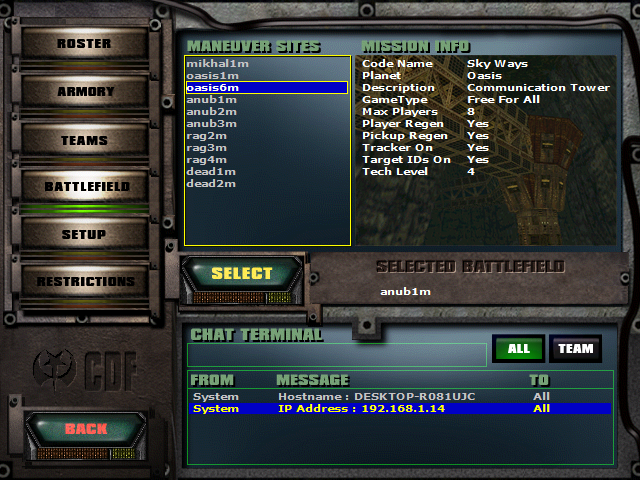 ROSTER
ARMORY
TEAMS
BATTLEFIELD
SETUP
RESTRICTIONS
CDF
BACK
MANEUVER SITES
mikhal1m
oasis1m
oasis6m
anub1m
anub2m
anub3m
rag2m
rag3m
rag4m
dead1m
dead2m
MISSION INFO
Code Name Sky Ways
Planet Oasis
Description Communication Tower
GameType Free For All
Max Players 8
Player Regen Yes
Pickup Regen Yes
Tracker On Yes
Target IDs On Yes
Tech Level 4
SELECT
SELECTED BATTLEFIELD
anub1m
CHAT TERMINAL
ALL TEAM
FROM MESSAGE TO
System Hostname : DESKTOP-R081UJC All
System IP Address : 192.168.1.14 All